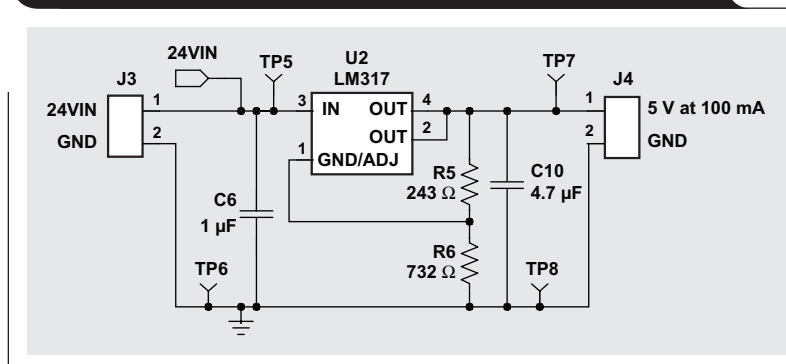 24VIN
TP5
U2
LM317
TP7
J3
J4
24VIN
1
3
IN
OUT
4
1
5 V at 100 mA
GND
2
OUT
2
2
GND
1
GND/ADJ
R5
243 Ω
C10
4.7 µF
C6
1 µF
R6
732 Ω
TP6
TP8